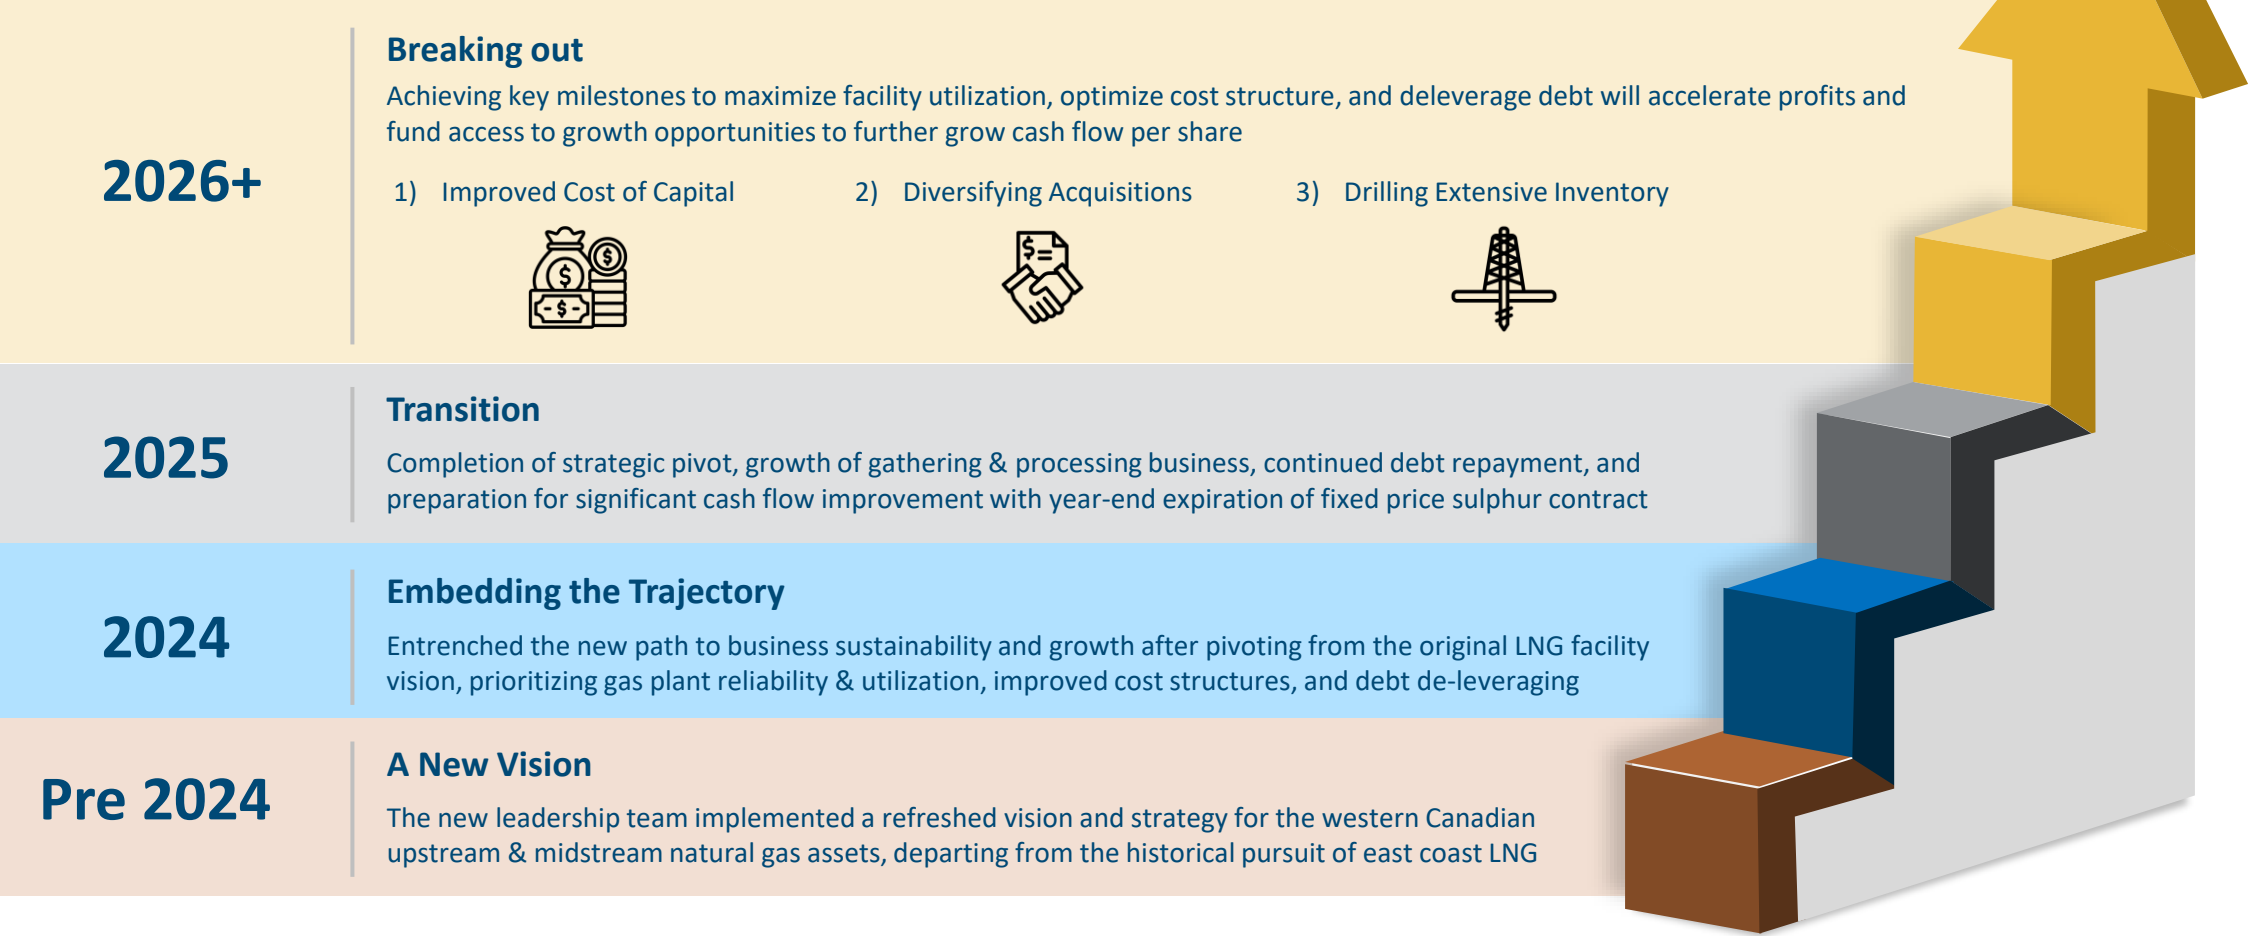 2026+
Breaking out
Achieving key milestones to maximize facility utilization, optimize cost structure, and deleverage debt will accelerate profits and
fund access to growth opportunities to further grow cash flow per share
1) Improved Cost of Capital
2) Diversifying Acquisitions
3) Drilling Extensive Inventory
2025
Transition
Completion of strategic pivot, growth of gathering & processing business, continued debt repayment, and
preparation for significant cash flow improvement with year-end expiration of fixed price sulphur contract
2024
Embedding the Trajectory
Entrenched the new path to business sustainability and growth after pivoting from the original LNG facility
vision, prioritizing gas plant reliability & utilization, improved cost structures, and debt de-leveraging
Pre 2024
A New Vision
The new leadership team implemented a refreshed vision and strategy for the western Canadian
upstream & midstream natural gas assets, departing from the historical pursuit of east coast LNG